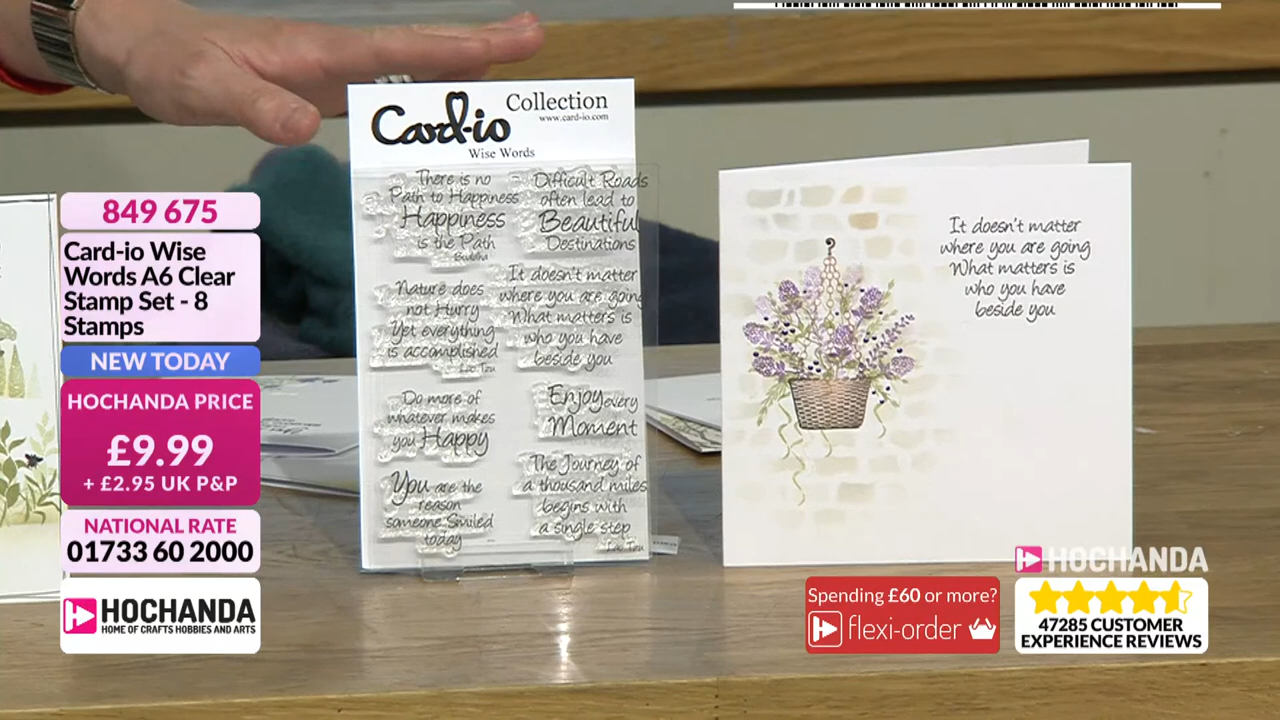 849 675
Card-io Wise
Words A6 Clear
Stamp Set - 8
Stamps
NEW TODAY
HOCHANDA PRICE
£9.99
+ £2.95 UK P&P
NATIONAL RATE
01733 60 2000
HOCHANDA
HOME OF CRAFTS HOBBIES AND ARTS
Card-io
Collection
www.card-io.com
Wise Words
There is no
Path to Happiness
Happiness
is the Path
Buddha
Difficult Roads
often lead to
Beautiful
Destinations
Nature does
not Hurry
Yet everything
is accomplished
Lao Tzu
It doesn't matter
where you are going
What matters is
who you have
beside you
Do more of
whatever makes
you Happy
Enjoy every
Moment
You are the
reason
someone Smiled
today
The Journey of
a thousand miles
begins with
a single step
Lao Tzu
It doesn't matter
where you are going
What matters is
who you have
beside you
HOCHANDA
Spending £60 or more?
flexi-order
47285 CUSTOMER
EXPERIENCE REVIEWS